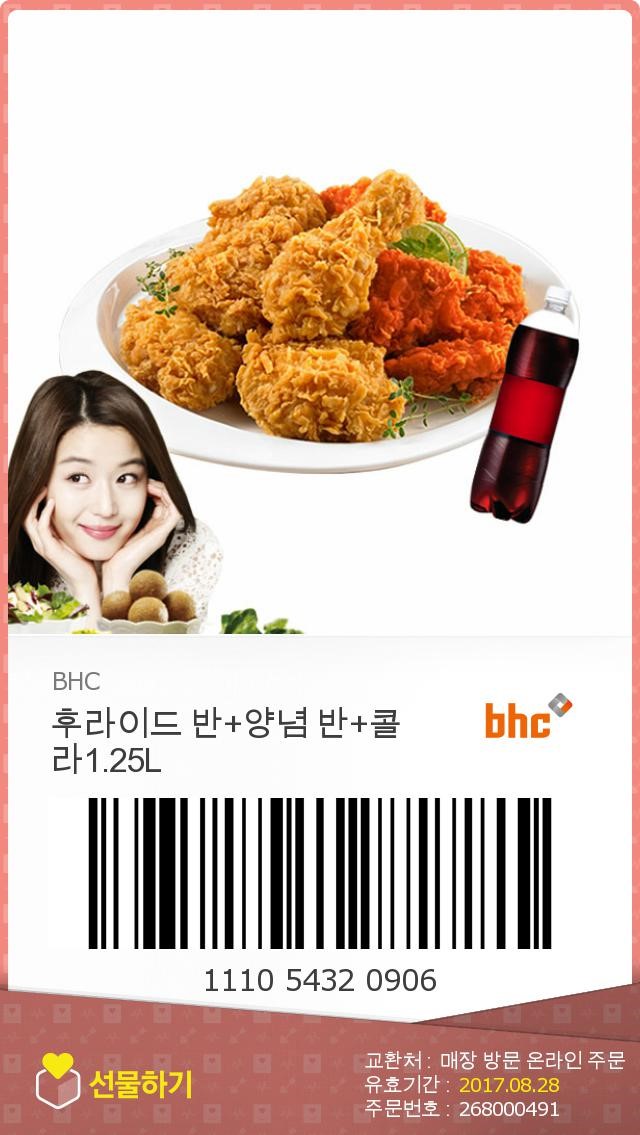 BHC
후라이드 반+양념 반+콜
라1.25L
bhc
1110 5432 0906
선물하기
교환처 : 매장 방문 온라인 주문
유효기간 : 2017.08.28
주문번호 : 268000491